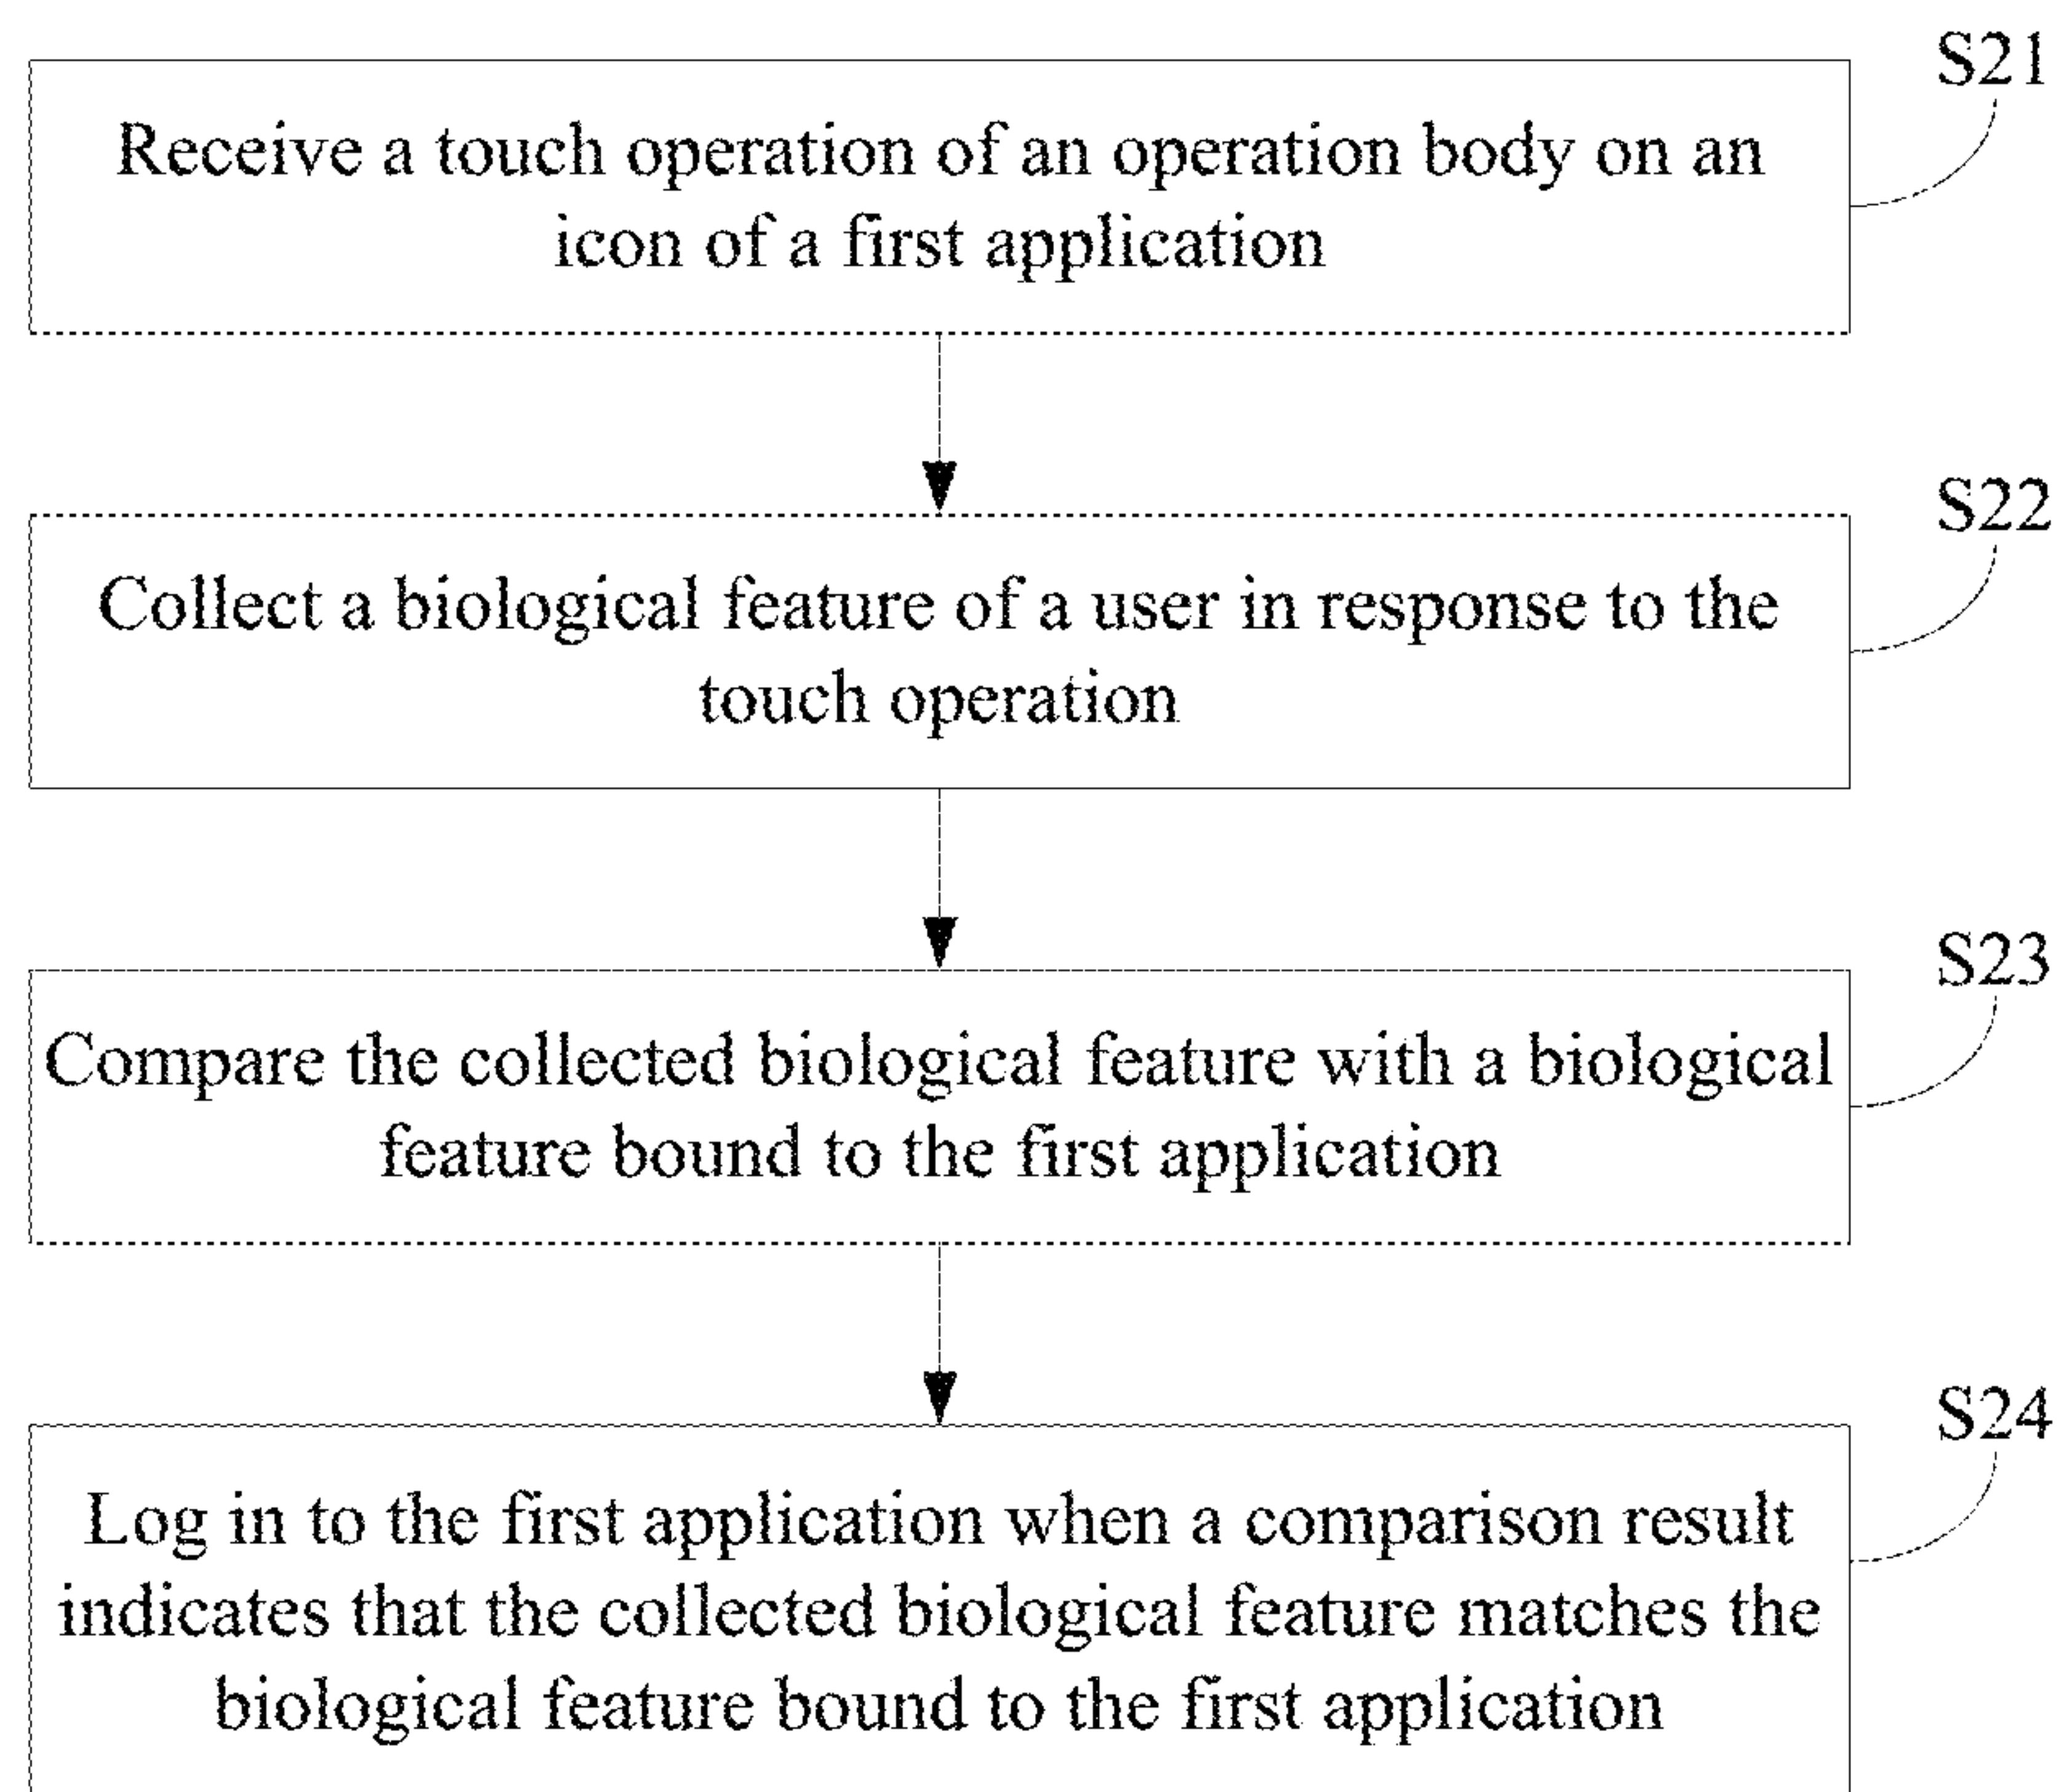 S21
Receive a touch operation of an operation body on an
icon of a first application
S22
Collect a biological feature of a user in response to the
touch operation
S23
Compare the collected biological feature with a biological
feature bound to the first application
S24
Log in to the first application when a comparison result
indicates that the collected biological feature matches the
biological feature bound to the first application